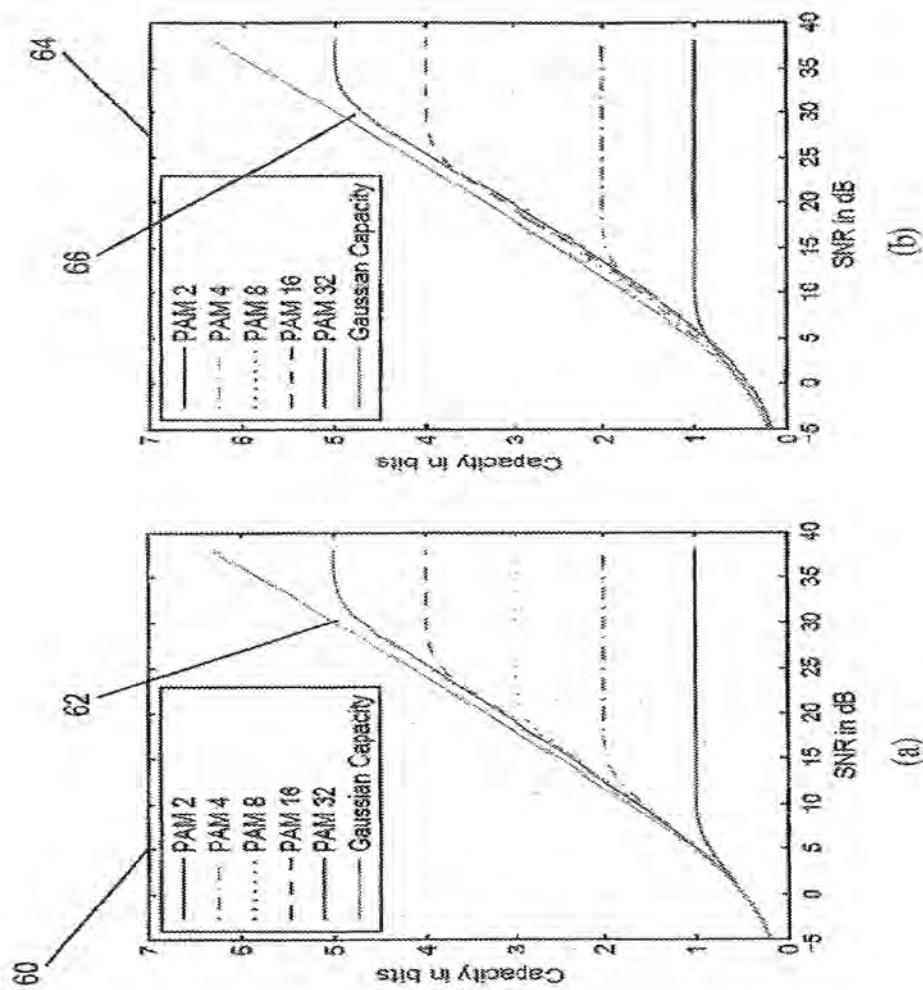 60
62
7
6
5
4
3
2
1
0
Capacity in bits
PAM 2
PAM 4
PAM 8
PAM 16
PAM 32
Gaussian Capacity
-5
0
5
10
15
20
25
30
35
40
SNR in dB
(a)
64
66
7
6
5
4
3
2
1
0
Capacity in bits
PAM 2
PAM 4
PAM 8
PAM 16
PAM 32
Gaussian Capacity
-5
0
5
10
15
20
25
30
35
40
SNR in dB
(b)